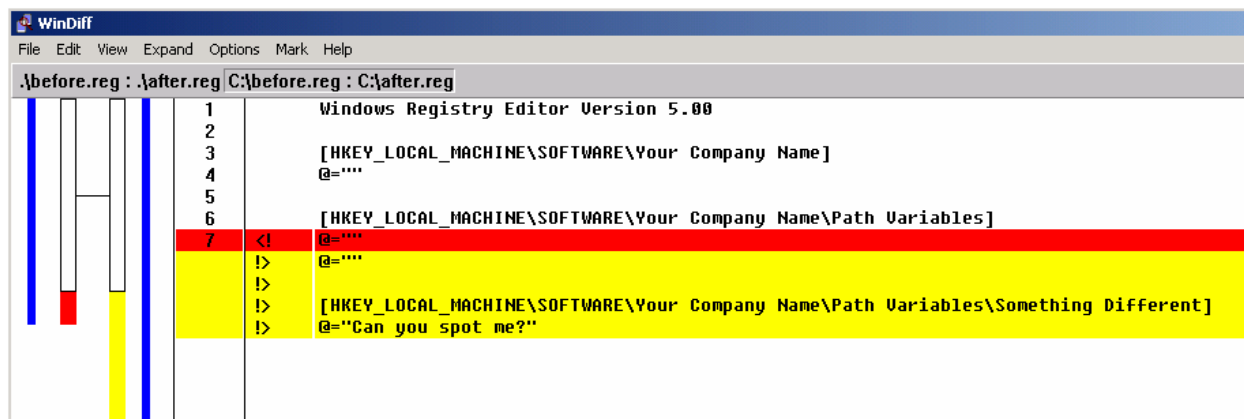 WinDiff
File Edit View Expand Options Mark Help
.\before.reg : .\after.reg C:\before.reg : C:\after.reg
1 Windows Registry Editor Version 5.00
2
3 [HKEY_LOCAL_MACHINE\SOFTWARE\Your Company Name]
4 @=""
5
6 [HKEY_LOCAL_MACHINE\SOFTWARE\Your Company Name\Path Variables]
7 <! @=""
!> @=""
!>
!> [HKEY_LOCAL_MACHINE\SOFTWARE\Your Company Name\Path Variables\Something Different]
!> @="Can you spot me?"